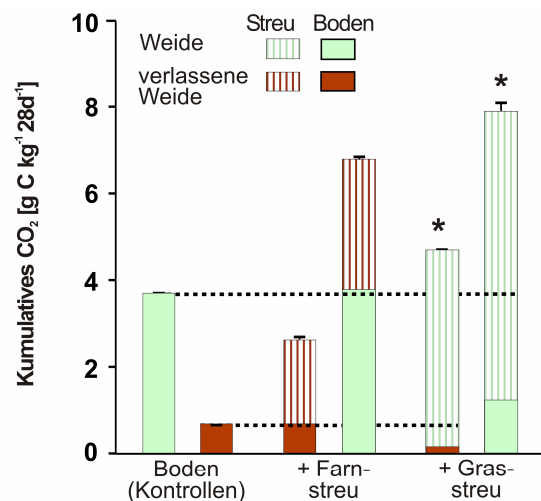 Kumulatives CO₂ [g C kg⁻¹ 28d⁻¹]
10
8
6
4
2
0
Streu Boden
Weide
verlassene
Weide
*
*
Boden
(Kontrollen)
+ Farn-
streu
+ Gras-
streu